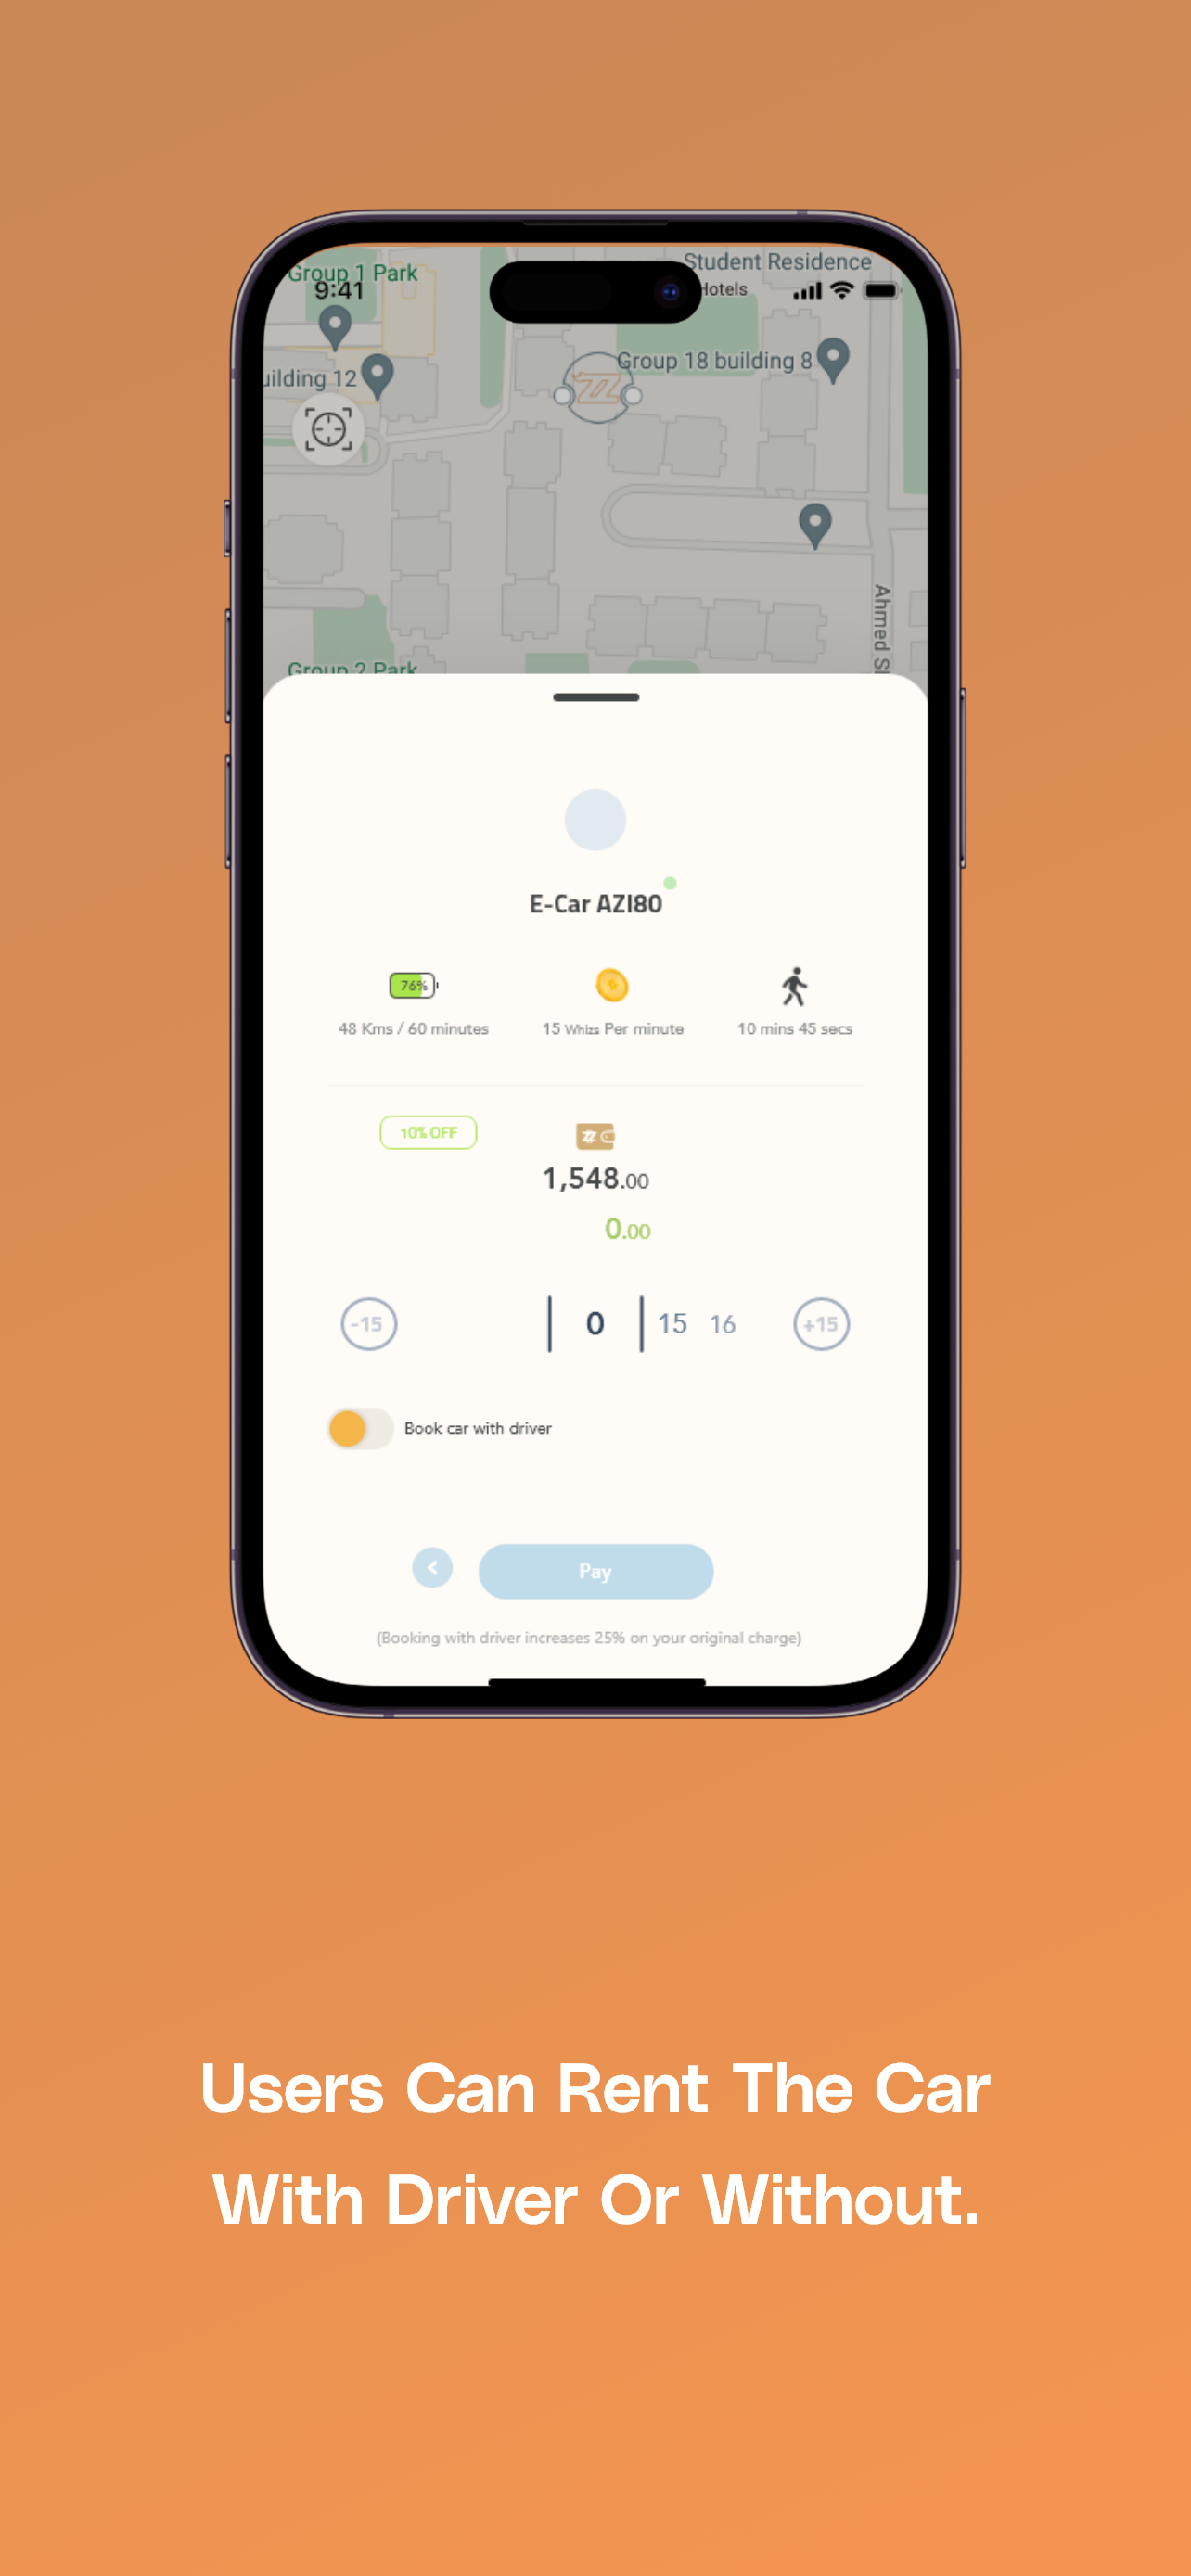 Group 1 Park
Student Residence
9:41
Hotels
Group 18 building 8
uilding 12
Ahmed
Group 2 Park
E-Car AZI80
76%
48 Kms / 60 minutes
15 Whizs Per minute
10 mins 45 secs
10% OFF
1,548.00
0.00
-15
0
15
16
+15
Book car with driver
<
Pay
(Booking with driver increases 25% on your original charge)
Users Can Rent The Car
With Driver Or Without.